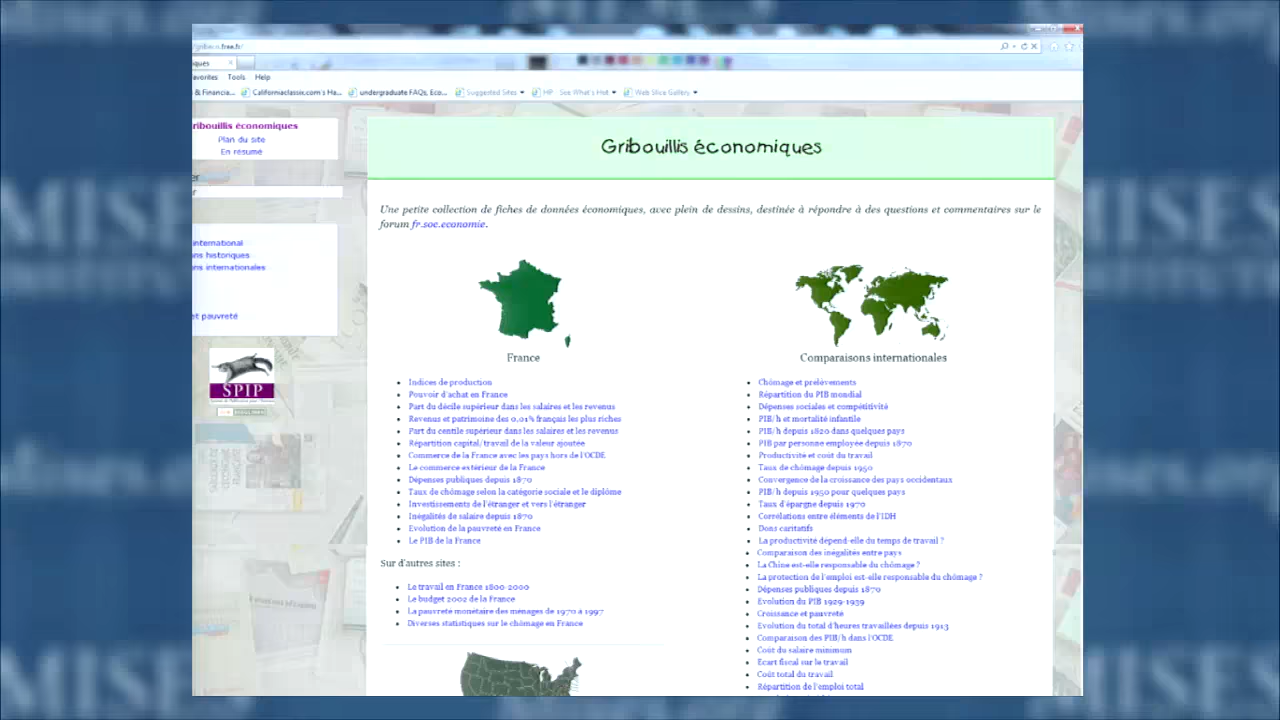 .free.fr/
ques
avorites Tools Help
& Financia... Californiaclassix.com's Ha... undergraduate FAQs, Eco... Suggested Sites HP - See What's Hot Web Slice Gallery
ribouillis économiques
Plan du site
En résumé
er
r
international
ns historiques
ns internationales
et pauvreté
SPIP
Gribouillis économiques
Une petite collection de fiches de données économiques, avec plein de dessins, destinée à répondre à des questions et commentaires sur le
forum fr.soc.economie.
France
Indices de production
Pouvoir d'achat en France
Part du décile supérieur dans les salaires et les revenus
Revenus et patrimoine des 0,01% français les plus riches
Part du centile supérieur dans les salaires et les revenus
Répartition capital/travail de la valeur ajoutée
Commerce de la France avec les pays hors de l'OCDE
Le commerce extérieur de la France
Dépenses publiques depuis 1870
Taux de chômage selon la catégorie sociale et le diplôme
Investissements de l'étranger et vers l'étranger
Inégalités de salaire depuis 1870
Evolution de la pauvreté en France
Le PIB de la France
Sur d'autres sites :
Le travail en France 1800-2000
Le budget 2002 de la France
La pauvreté monétaire des ménages de 1970 à 1997
Diverses statistiques sur le chômage en France
Comparaisons internationales
Chômage et prélèvements
Répartition du PIB mondial
Dépenses sociales et compétitivité
PIB/h et mortalité infantile
PIB/h depuis 1820 dans quelques pays
PIB par personne employée depuis 1870
Productivité et coût du travail
Taux de chômage depuis 1950
Convergence de la croissance des pays occidentaux
PIB/h depuis 1950 pour quelques pays
Taux d'épargne depuis 1970
Corrélations entre éléments de l'IDH
Dons caritatifs
La productivité dépend-elle du temps de travail ?
Comparaison des inégalités entre pays
La Chine est-elle responsable du chômage ?
La protection de l'emploi est-elle responsable du chômage ?
Dépenses publiques depuis 1870
Evolution du PIB 1929-1939
Croissance et pauvreté
Evolution du total d'heures travaillées depuis 1913
Comparaison des PIB/h dans l'OCDE
Coût du salaire minimum
Ecart fiscal sur le travail
Coût total du travail
Répartition de l'emploi total